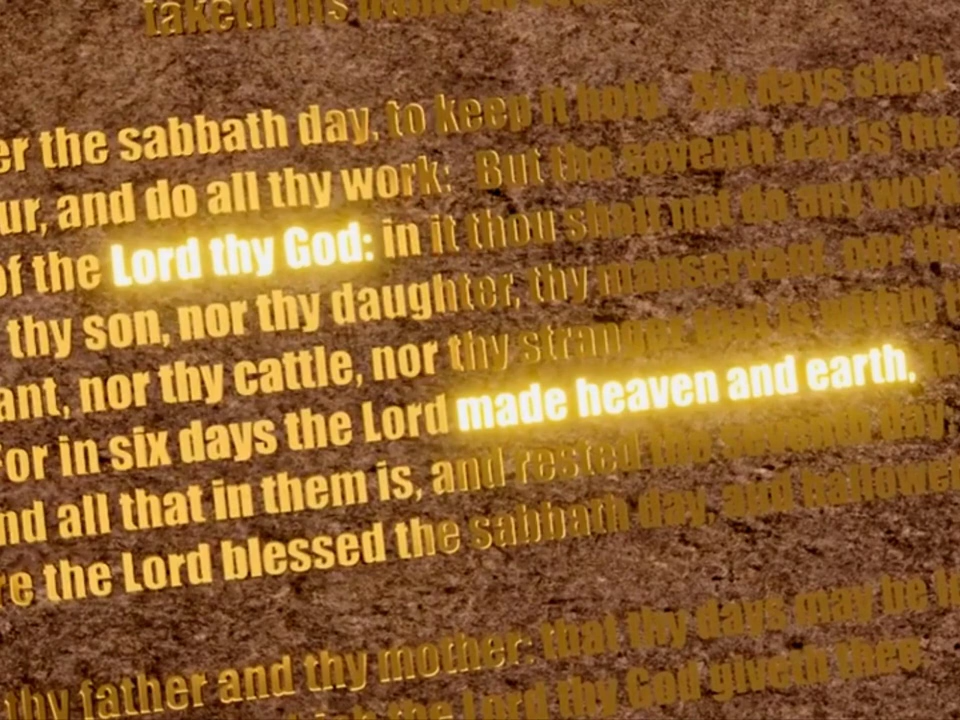 taketh his name in
er the sabbath day, to keep it holy. Six days shall
ur, and do all thy work: But the seventh day is the
of the Lord thy God: in it thou shalt not do any work
thy son, nor thy daughter, thy manservant, nor thy
ant, nor thy cattle, nor thy stranger that is within
For in six days the Lord made heaven and earth,
nd all that in them is, and rested the seventh day
re the Lord blessed the sabbath day, and hallowe
thy father and thy mother: that thy days may be
the Lord thy God giveth thee.